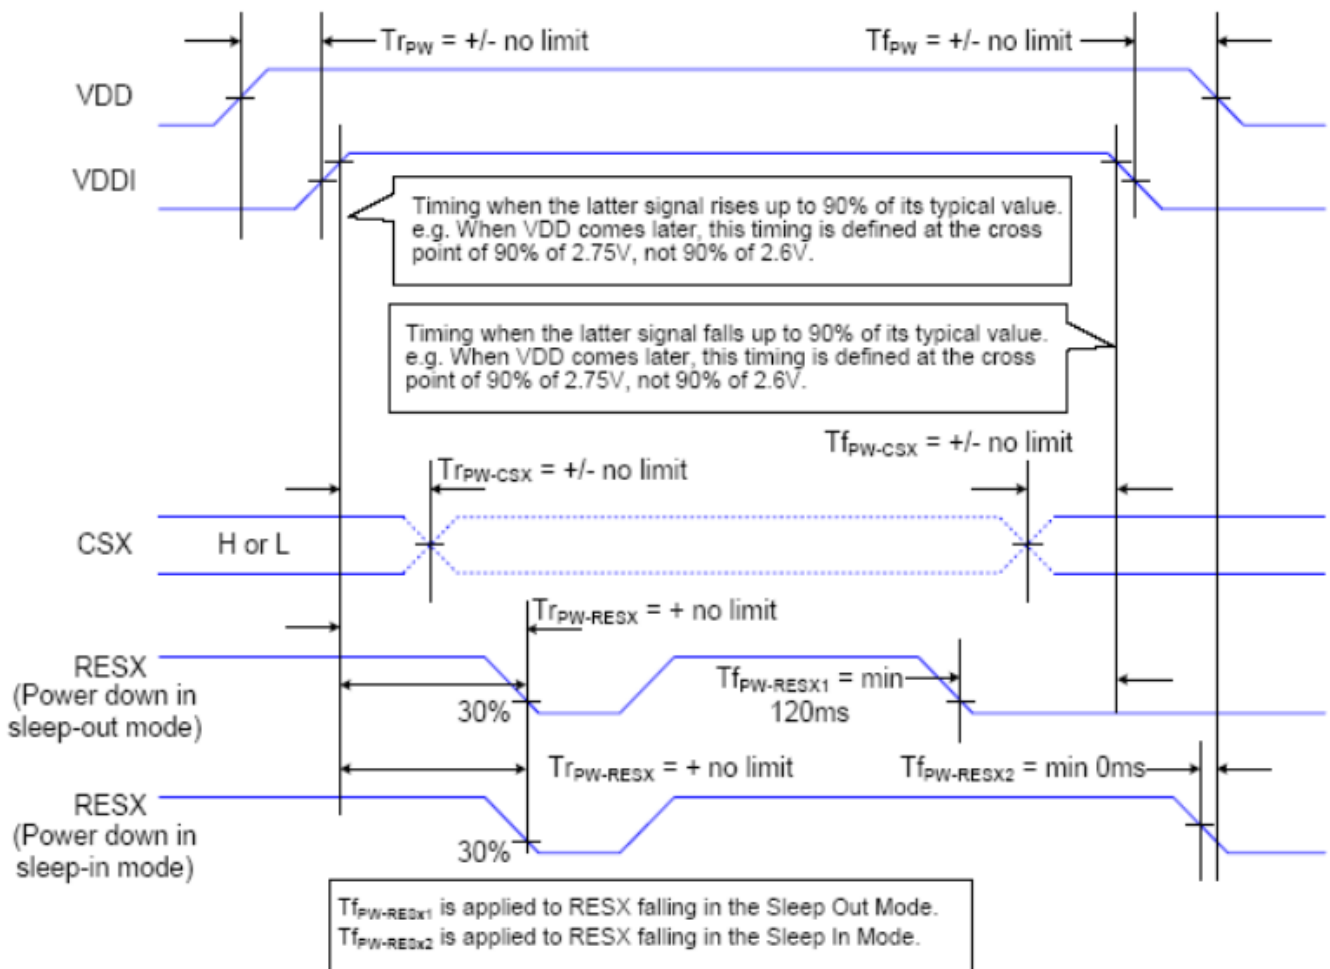 Tr_PW = +/- no limit
Tf_PW = +/- no limit
VDD
VDDI
Timing when the latter signal rises up to 90% of its typical value.
e.g. When VDD comes later, this timing is defined at the cross
point of 90% of 2.75V, not 90% of 2.6V.
Timing when the latter signal falls up to 90% of its typical value.
e.g. When VDD comes later, this timing is defined at the cross
point of 90% of 2.75V, not 90% of 2.6V.
Tf_PW-CSX = +/- no limit
Tr_PW-CSX = +/- no limit
CSX
H or L
Tr_PW-RESX = + no limit
RESX
(Power down in
sleep-out mode)
30%
Tf_PW-RESX1 = min
120ms
Tr_PW-RESX = + no limit
Tf_PW-RESX2 = min 0ms
RESX
(Power down in
sleep-in mode)
30%
Tf_PW-RESx1 is applied to RESX falling in the Sleep Out Mode.
Tf_PW-RESx2 is applied to RESX falling in the Sleep In Mode.